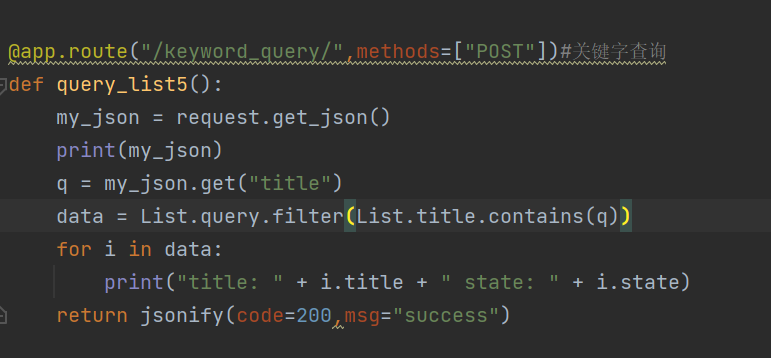 @app.route("/keyword_query/",methods=["POST"])#关键字查询
def query_list5():
    my_json = request.get_json()
    print(my_json)
    q = my_json.get("title")
    data = List.query.filter(List.title.contains(q))
    for i in data:
        print("title: " + i.title + " state: " + i.state)
    return jsonify(code=200,msg="success")